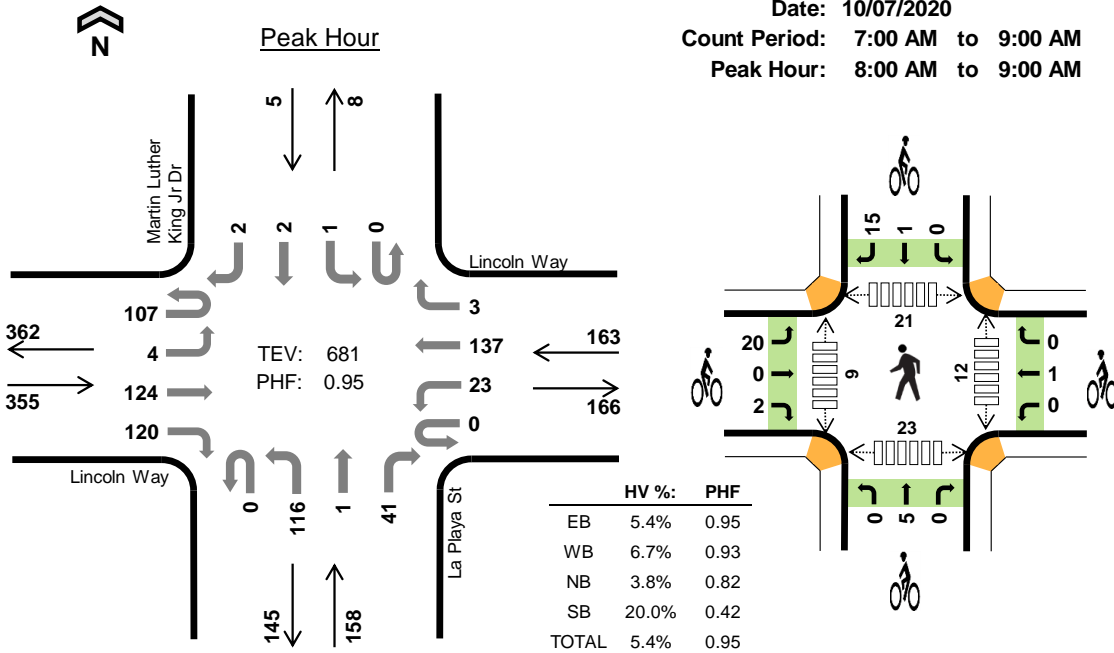 Date: 10/07/2020
Count Period: 7:00 AM to 9:00 AM
Peak Hour: 8:00 AM to 9:00 AM
N
Peak Hour
5
8
Martin Luther
King Jr Dr
2
2
1
0
Lincoln Way
107
3
362
4
137
163
TEV: 681
PHF: 0.95
355
124
23
166
120
0
Lincoln Way
0
116
1
41
La Playa St
145
158
15
1
0
21
20
0
0
9
12
1
2
0
23
0
5
0
HV %: PHF
EB 5.4% 0.95
WB 6.7% 0.93
NB 3.8% 0.82
SB 20.0% 0.42
TOTAL 5.4% 0.95